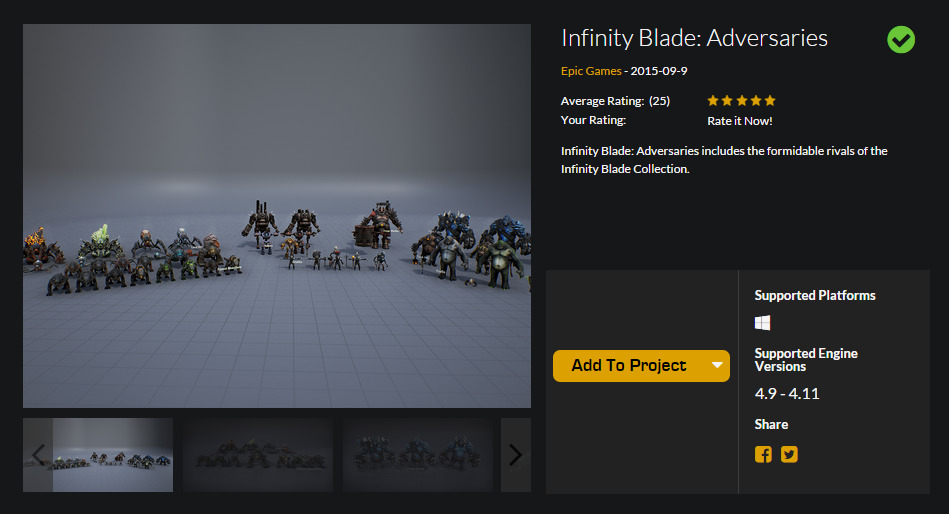 Infinity Blade: Adversaries
Epic Games - 2015-09-9
Average Rating: (25)
Your Rating:
Rate it Now!
Infinity Blade: Adversaries includes the formidable rivals of the
Infinity Blade Collection.
Add To Project
Supported Platforms
Supported Engine
Versions
4.9 - 4.11
Share